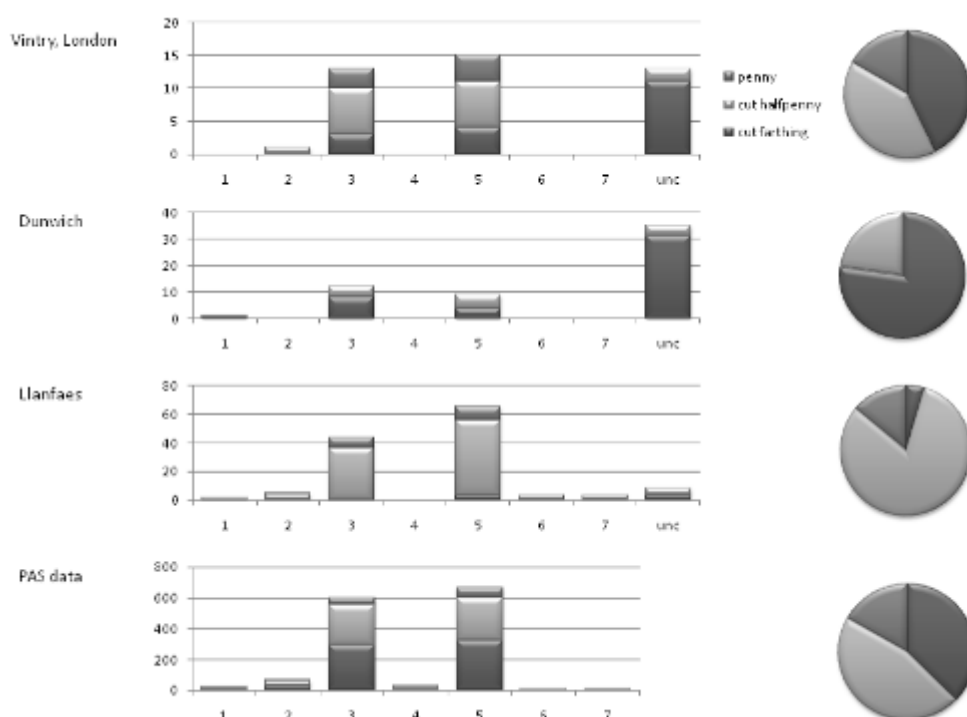 Vintry, London
20
15
10
5
0
1 2 3 4 5 6 7 unc
penny
cut halfpenny
cut farthing
Dunwich
40
30
20
10
0
1 2 3 4 5 6 7 unc
Llanfaes
80
60
40
20
0
1 2 3 4 5 6 7 unc
PAS data
800
600
400
200
0
1 2 3 4 5 6 7